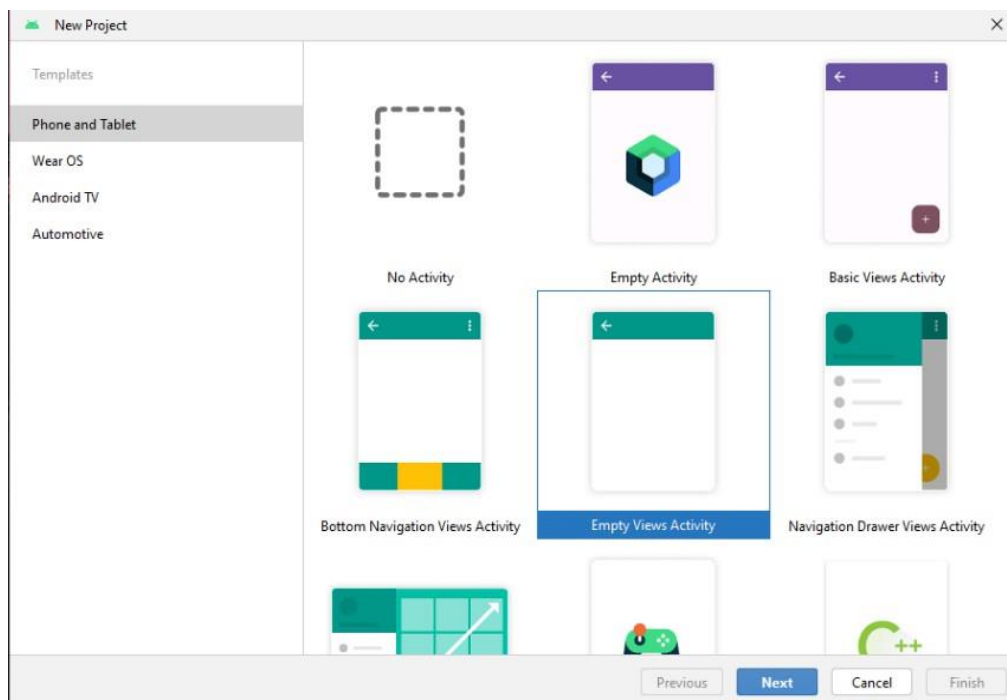 New Project
Templates
Phone and Tablet
Wear OS
Android TV
Automotive
No Activity
Empty Activity
Basic Views Activity
Bottom Navigation Views Activity
Empty Views Activity
Navigation Drawer Views Activity
++
Previous
Next
Cancel
Finish